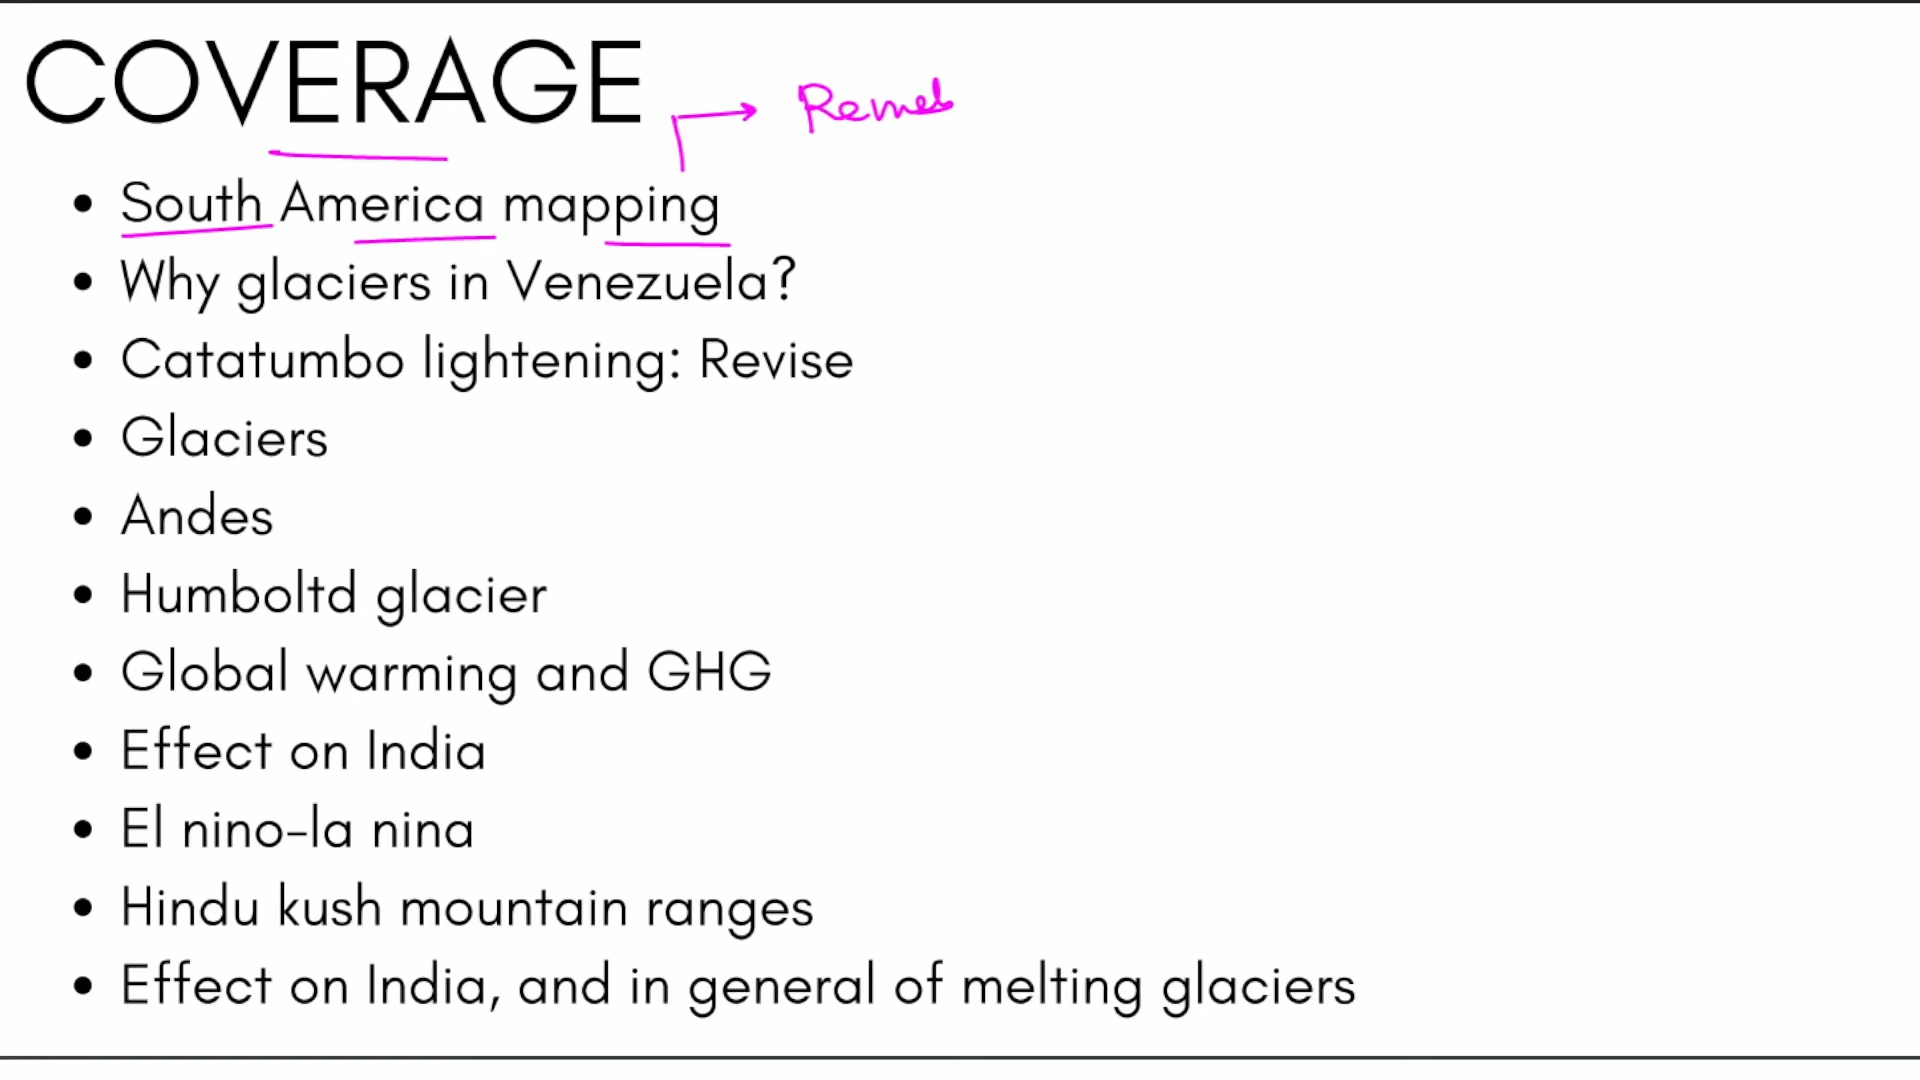 COVERAGE
• South America mapping
• Why glaciers in Venezuela?
• Catatumbo lightening: Revise
• Glaciers
• Andes
• Humboltd glacier
• Global warming and GHG
• Effect on India
• El nino-la nina
• Hindu kush mountain ranges
• Effect on India, and in general of melting glaciers